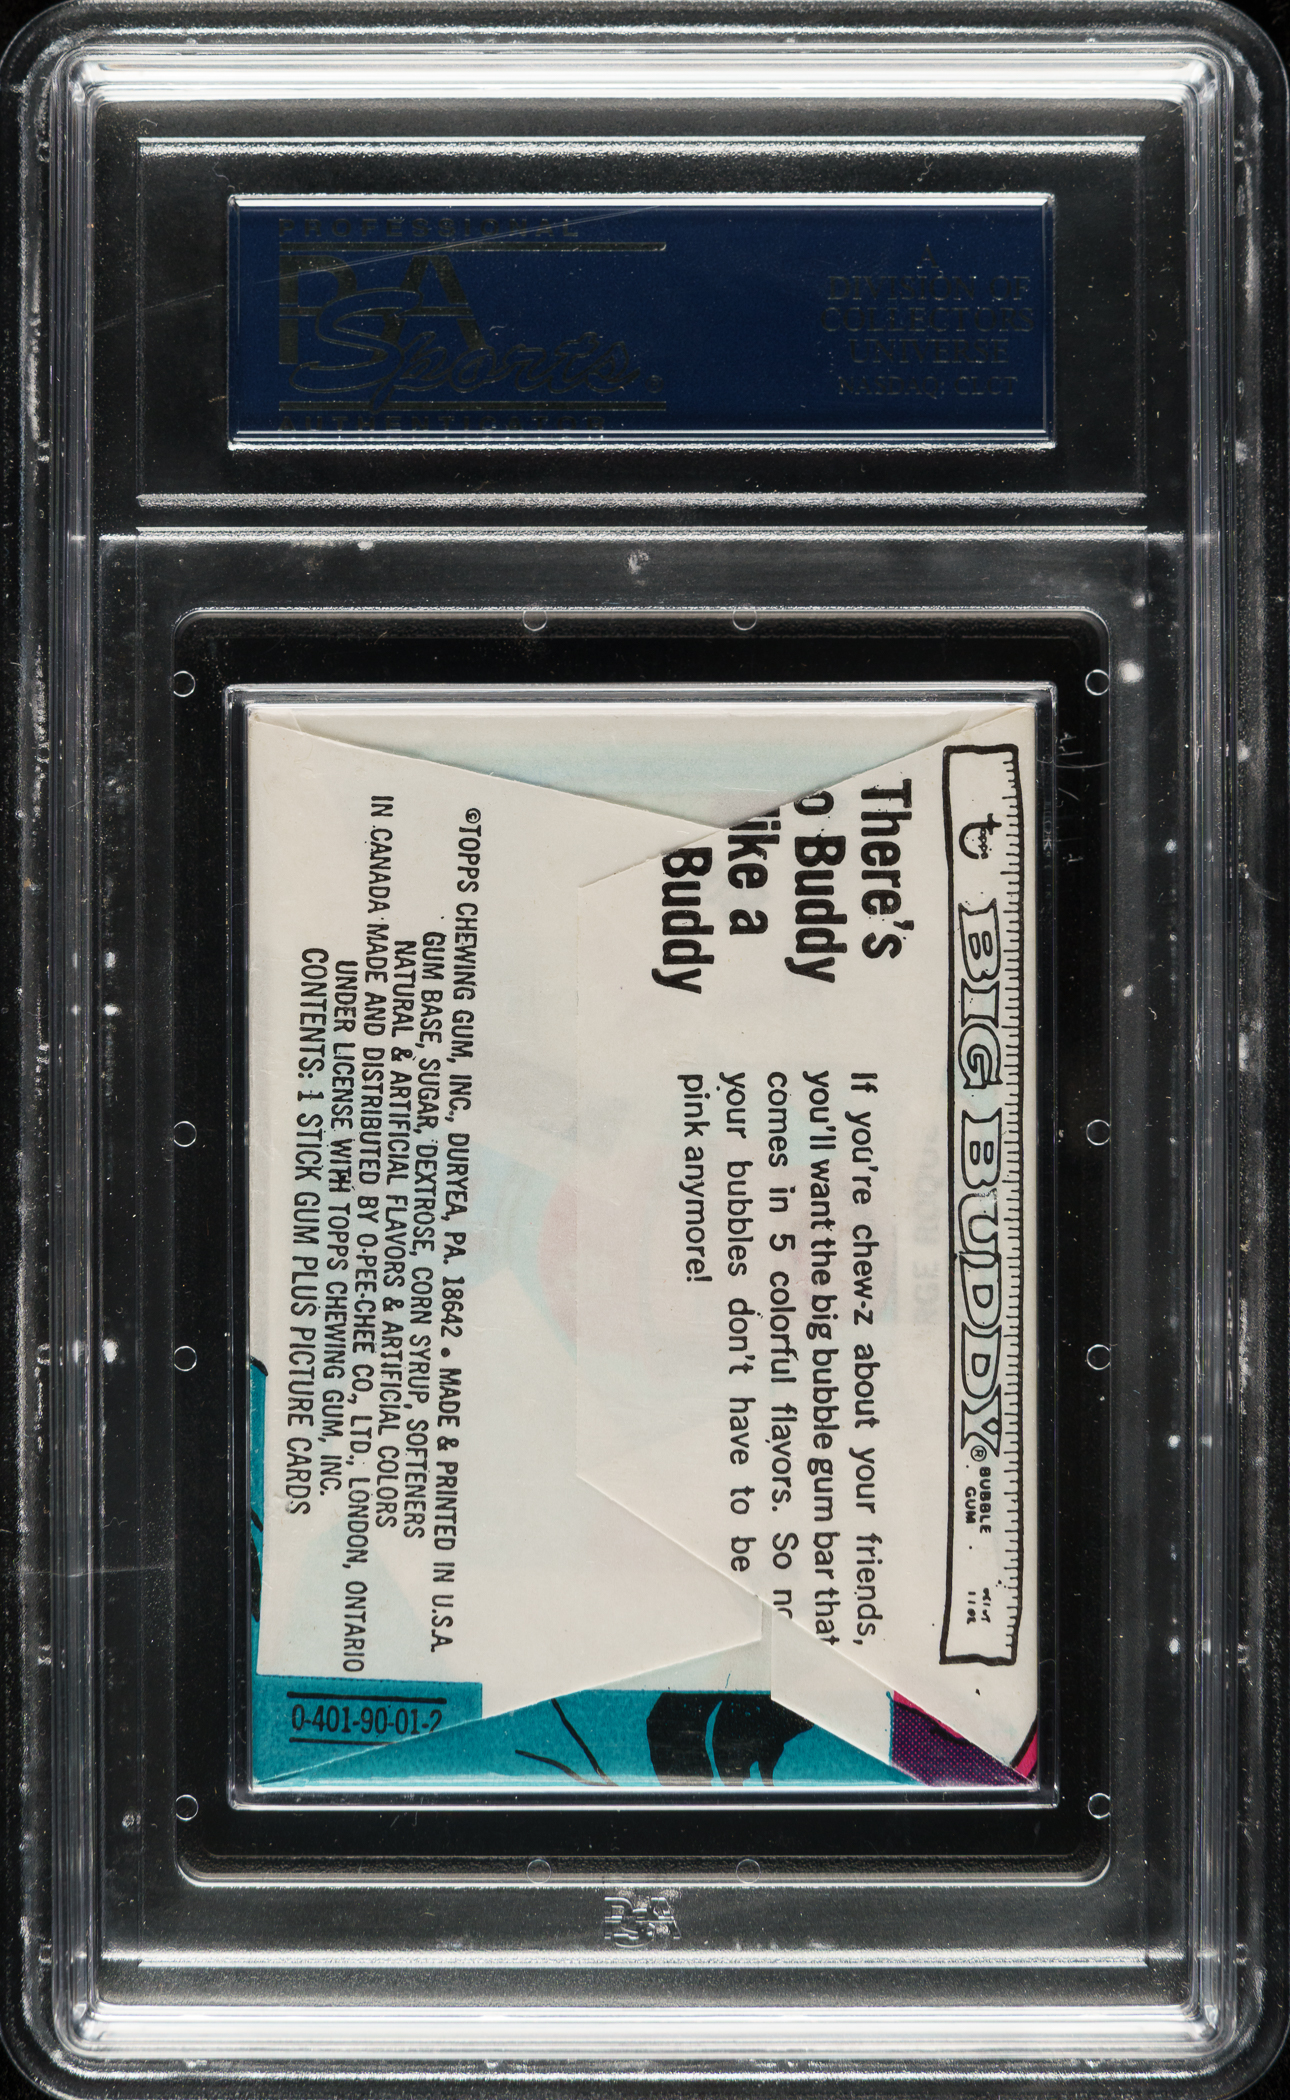 PROFESSIONAL
PSA
Sports®
AUTHENTICATOR
A
DIVISION OF
COLLECTORS
UNIVERSE
NASDAQ: CLCT
topps BIG BUDDY® BUBBLE
GUM
There's
o Buddy
like a
Buddy
If you're chew-z about your friends,
you'll want the big bubble gum bar that
comes in 5 colorful flavors. So no
your bubbles don't have to be
pink anymore!
©TOPPS CHEWING GUM, INC., DURYEA, PA. 18642 • MADE & PRINTED IN U.S.A.
GUM BASE, SUGAR, DEXTROSE, CORN SYRUP, SOFTENERS
NATURAL & ARTIFICIAL FLAVORS & ARTIFICIAL COLORS
IN CANADA MADE AND DISTRIBUTED BY O-PEE-CHEE CO., LTD., LONDON, ONTARIO
UNDER LICENSE WITH TOPPS CHEWING GUM, INC.
CONTENTS: 1 STICK GUM PLUS PICTURE CARDS
0-401-90-01-2
PSA